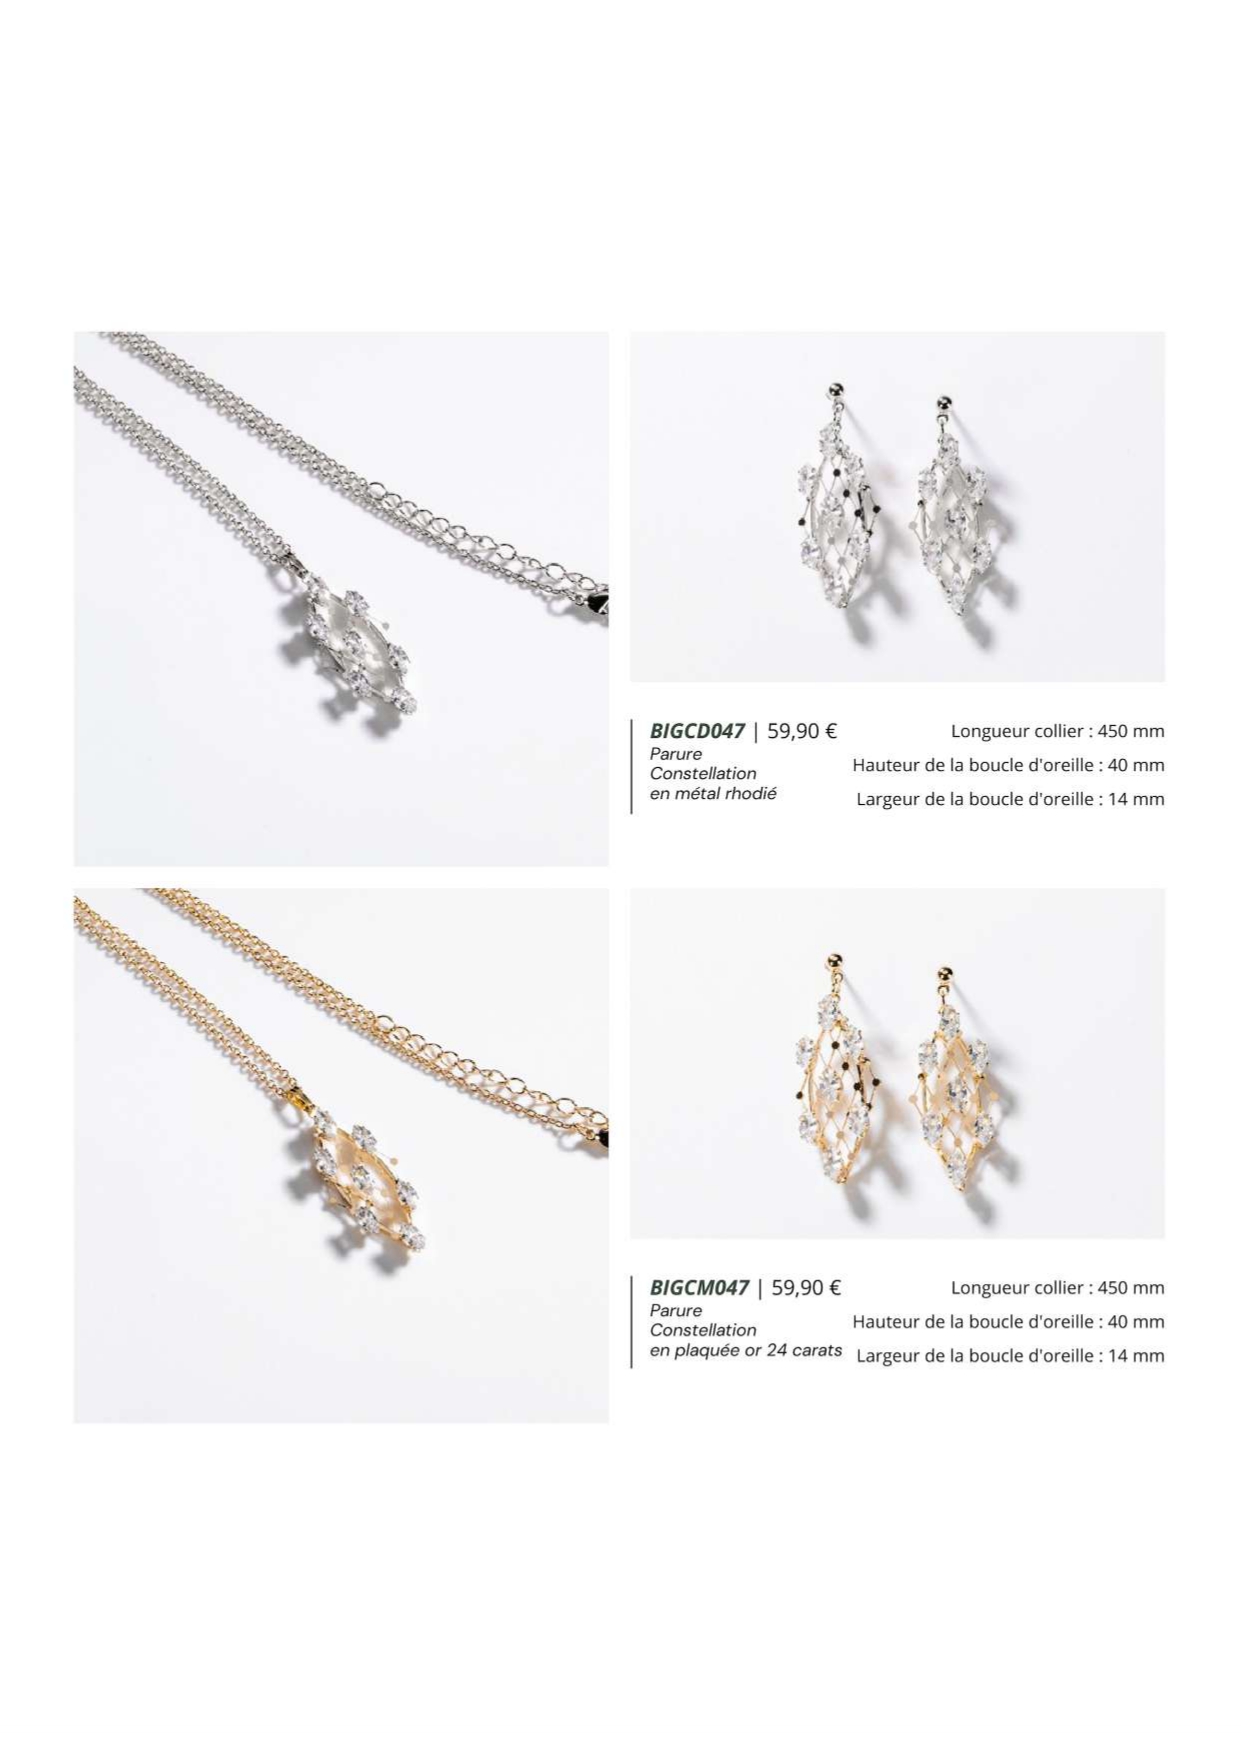 BIGCD047 | 59,90 €
Parure
Constellation
en métal rhodié
Longueur collier : 450 mm
Hauteur de la boucle d'oreille : 40 mm
Largeur de la boucle d'oreille : 14 mm
BIGCM047 | 59,90 €
Parure
Constellation
en plaquée or 24 carats
Longueur collier : 450 mm
Hauteur de la boucle d'oreille : 40 mm
Largeur de la boucle d'oreille : 14 mm